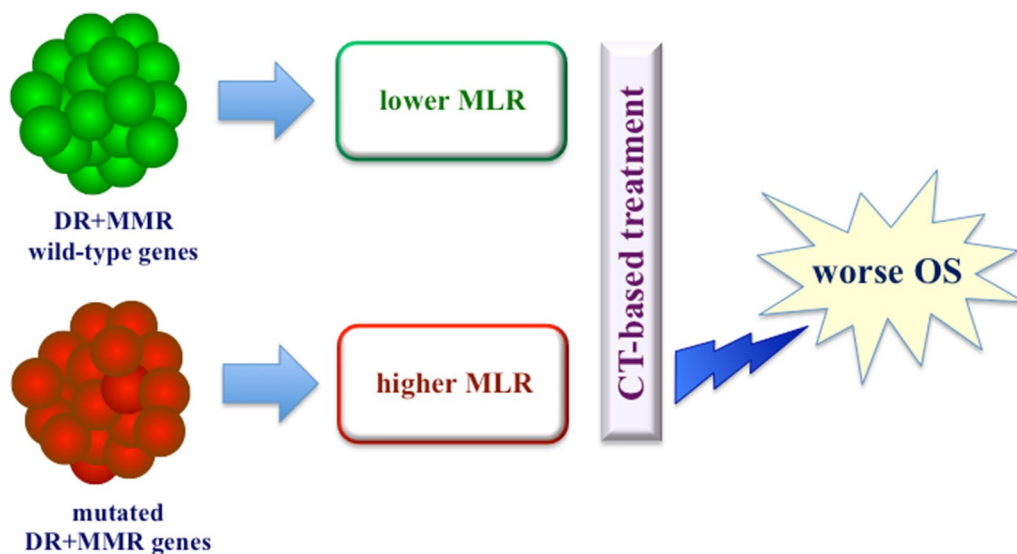 lower MLR
DR+MMR
wild-type genes
higher MLR
mutated
DR+MMR genes
CT-based treatment
worse OS